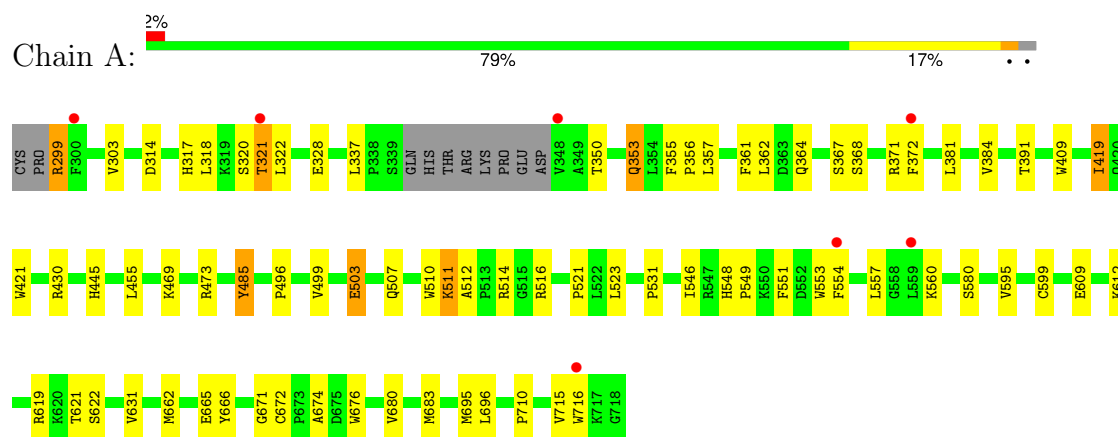 2%
Chain A:
79% 17% • •
CYS PRO R299 F300 V303 D314 H317 L318 K319 S320 T321 L322 E328 L337 P338 S339 GLN HIS THR ARG LYS PRO GLU ASP V348 A349 T350 Q353 L354 F355 P356 L357 F361 L362 D363 Q364 S367 S368 R371 F372 L381 V384 T391 W409 I419
W421 R430 H445 L455 K469 R473 Y485 P496 V499 E503 Q507 W510 K511 A512 P513 R514 G515 R516 P521 L522 L523 P531 I546 R547 H548 P549 K550 F551 D552 W553 F554 L557 G558 L559 K560 S580 V595 C599 E609
R619 K620 T621 S622 V631 M662 E665 Y666 G671 C672 P673 A674 D675 W676 V680 M683 M695 L696 P710 V715 W716 K717 G718